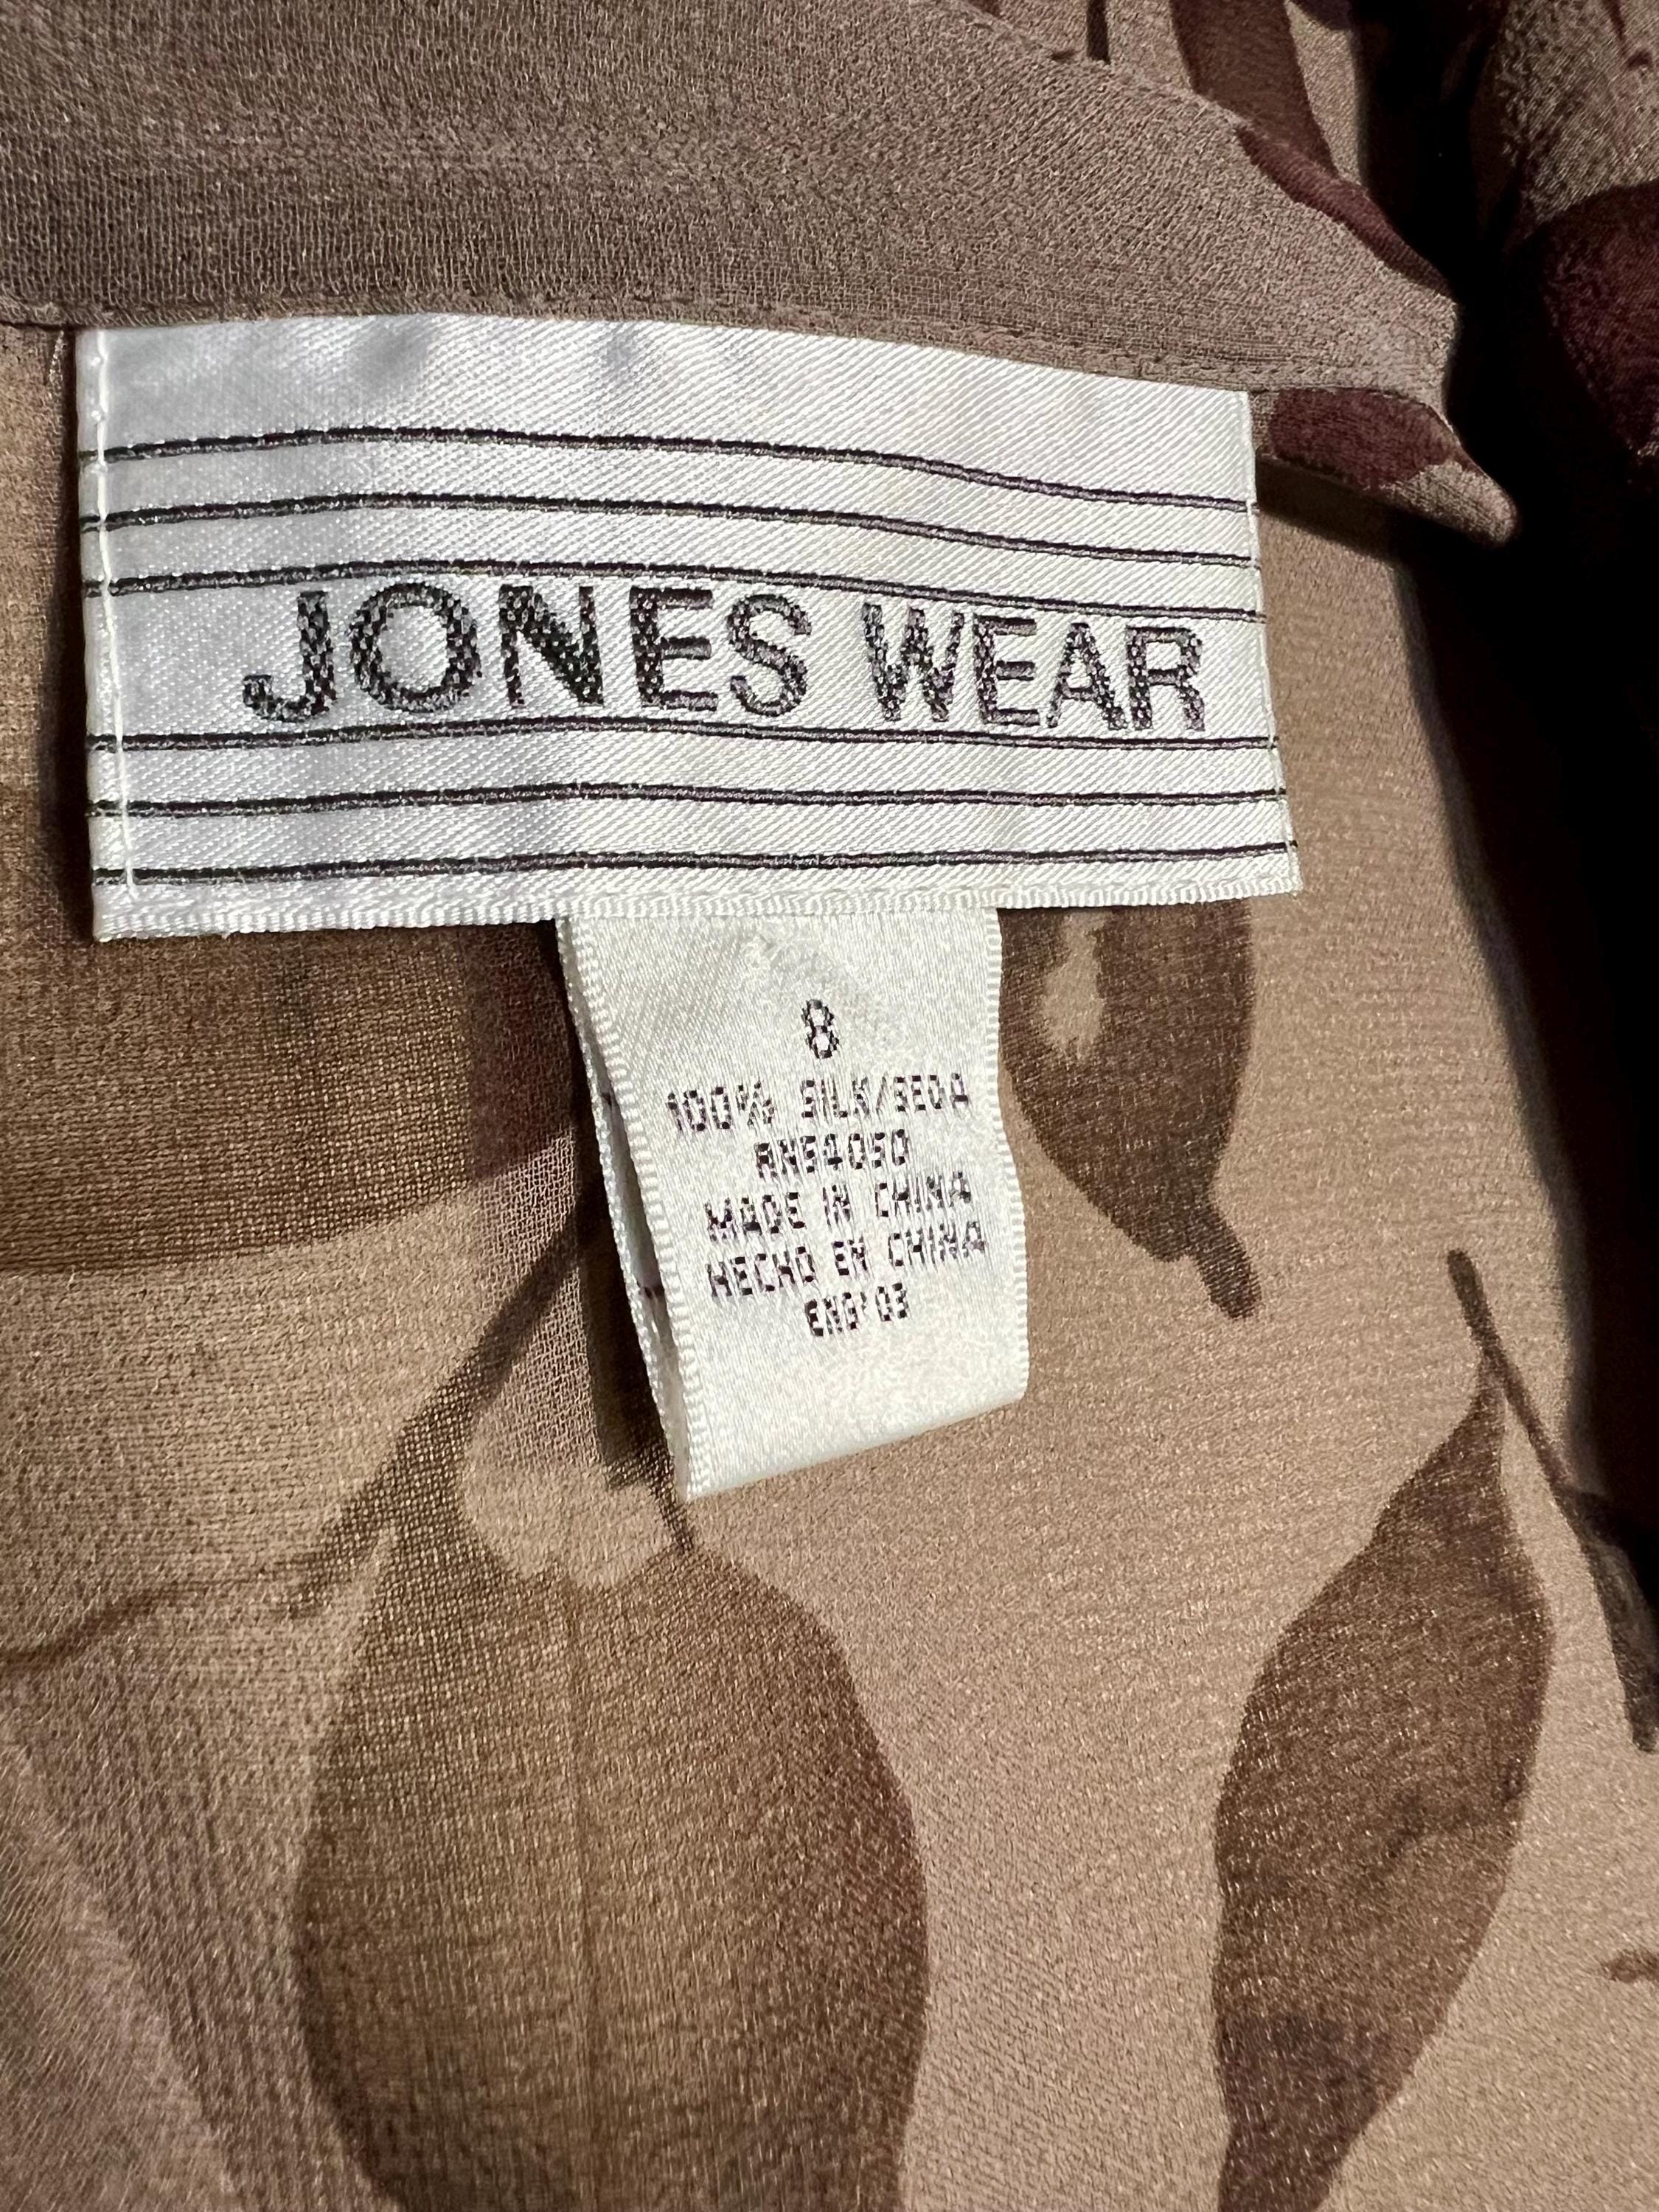 JONES WEAR
8
100% SILK/SEDA
RN54050
MADE IN CHINA
HECHO EN CHINA
ENG'03